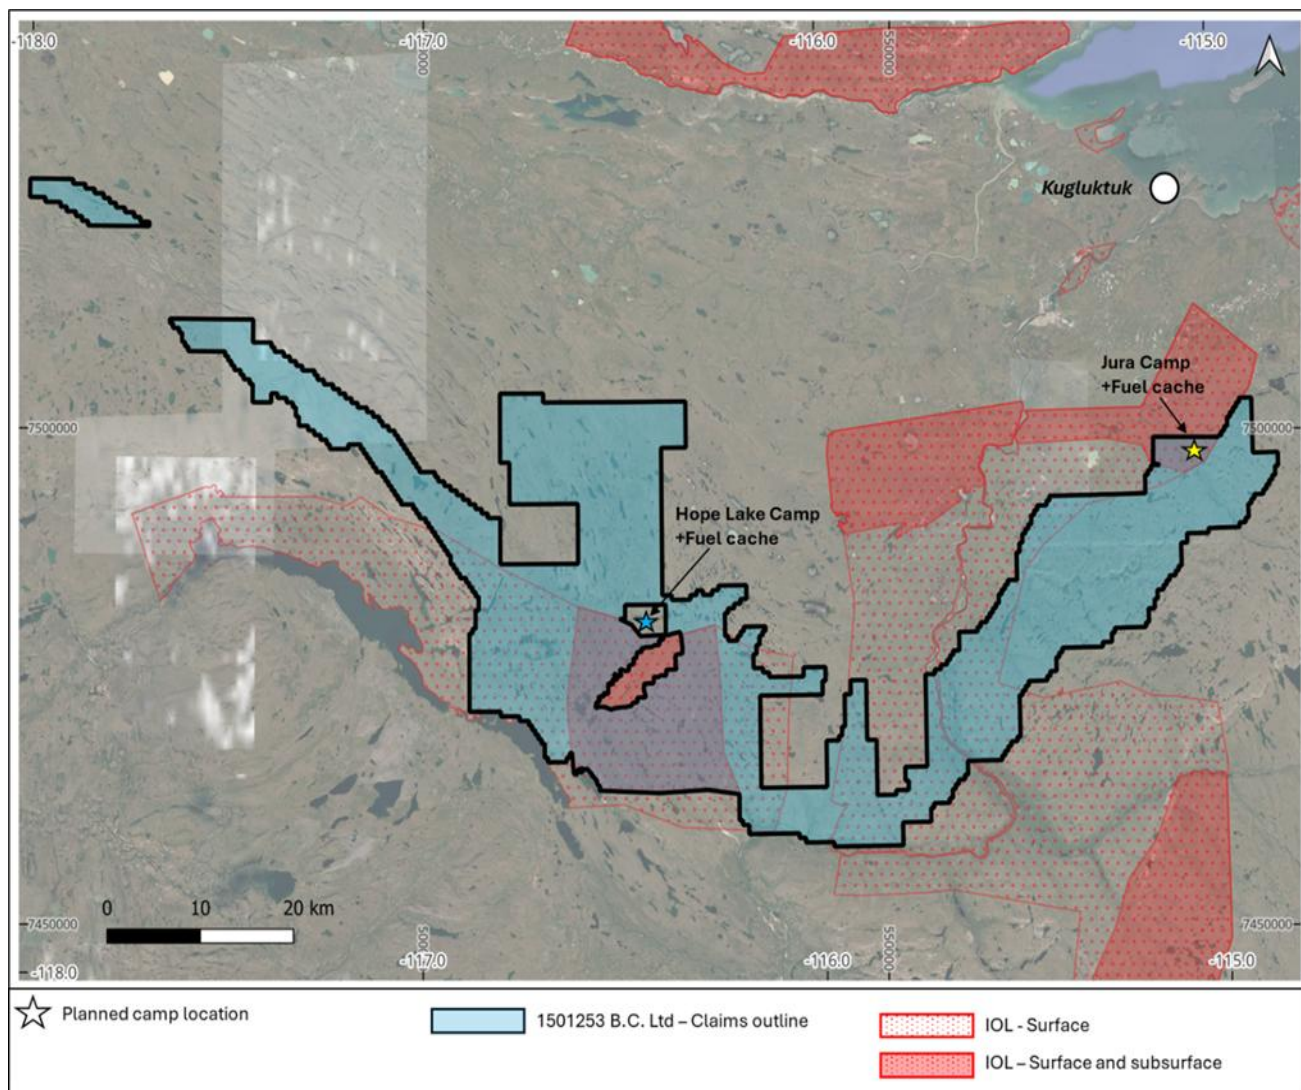 -118.0
-117.0
-116.0
-115.0
500000
550000
Kugluktuk
Jura Camp
+Fuel cache
7500000
7500000
Hope Lake Camp
+Fuel cache
0 10 20 km
7450000
7450000
500000
550000
-118.0
-117.0
-116.0
-115.0
Planned camp location
1501253 B.C. Ltd – Claims outline
IOL - Surface
IOL – Surface and subsurface